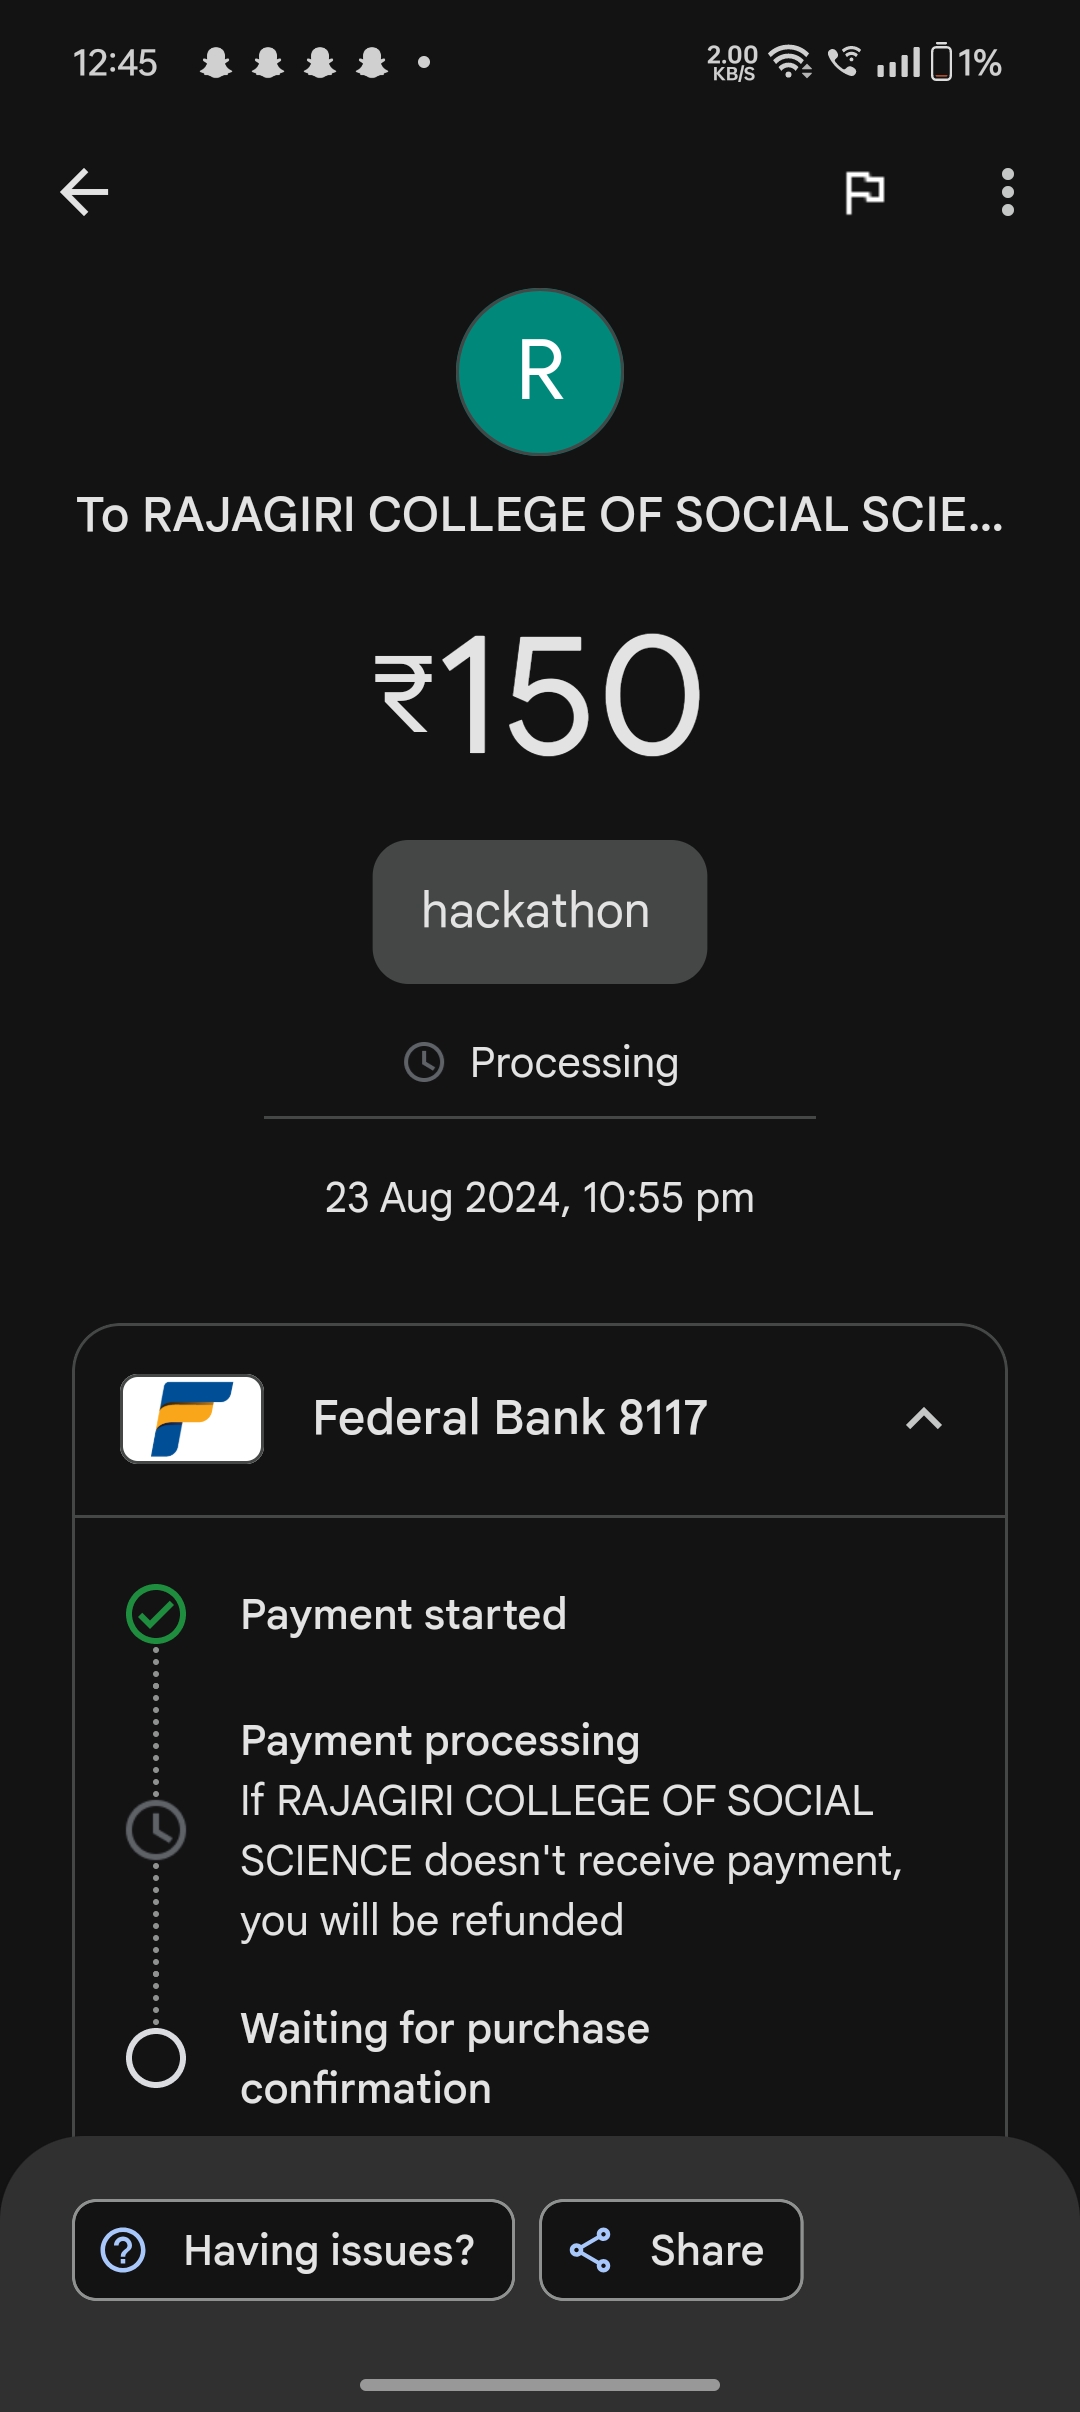 12:45
2.00
KB/S
1%
R
To RAJAGIRI COLLEGE OF SOCIAL SCIE...
₹150
hackathon
Processing
23 Aug 2024, 10:55 pm
Federal Bank 8117
Payment started
Payment processing
If RAJAGIRI COLLEGE OF SOCIAL
SCIENCE doesn't receive payment,
you will be refunded
Waiting for purchase
confirmation
Having issues?
Share